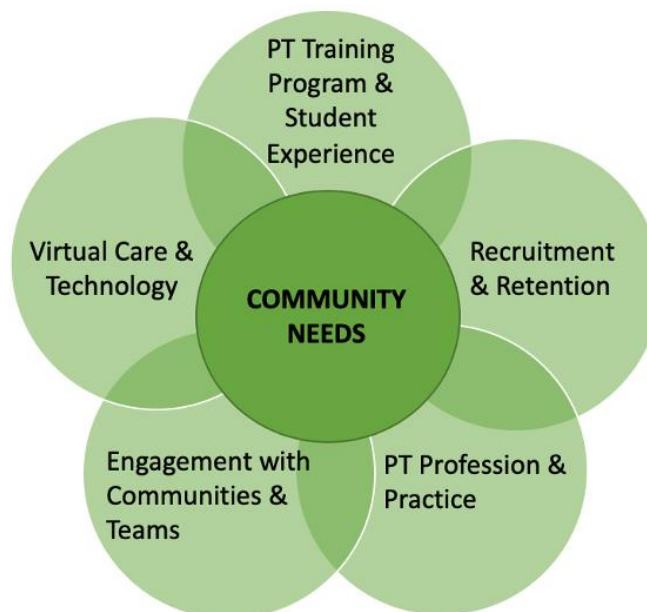 PT Training
Program &
Student
Experience
Virtual Care &
Technology
Recruitment
& Retention
COMMUNITY
NEEDS
Engagement with
Communities &
Teams
PT Profession &
Practice